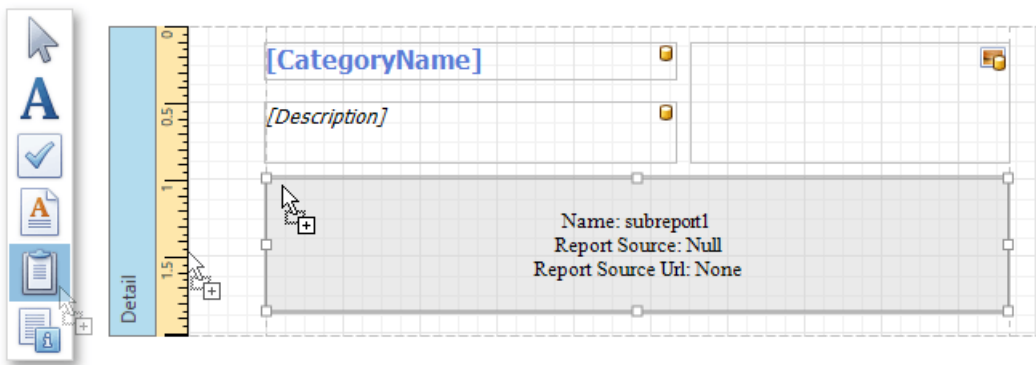 A
A
i
Detail
0
0.5
1
1.5
[CategoryName]
[Description]
Name: subreport1
Report Source: Null
Report Source Url: None